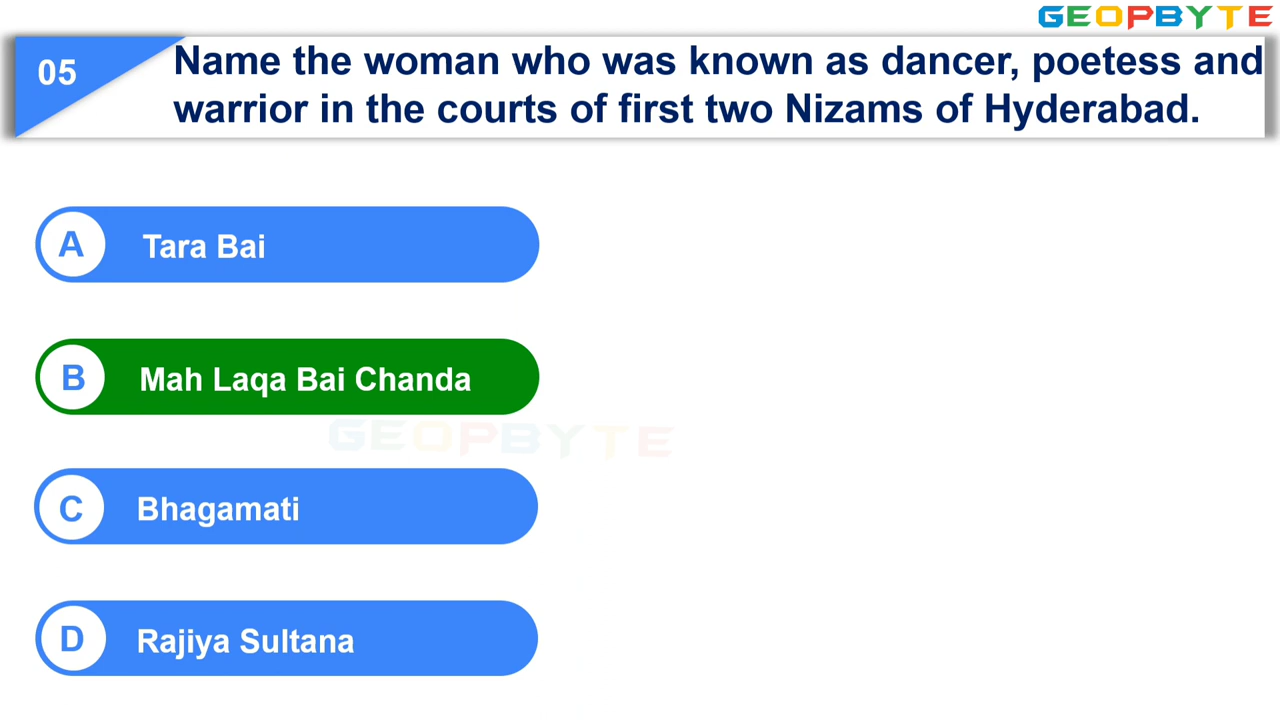 GEOPBYTE
05
Name the woman who was known as dancer, poetess and
warrior in the courts of first two Nizams of Hyderabad.
A Tara Bai
B Mah Laqa Bai Chanda
GEOPBYTE
C Bhagamati
D Rajiya Sultana